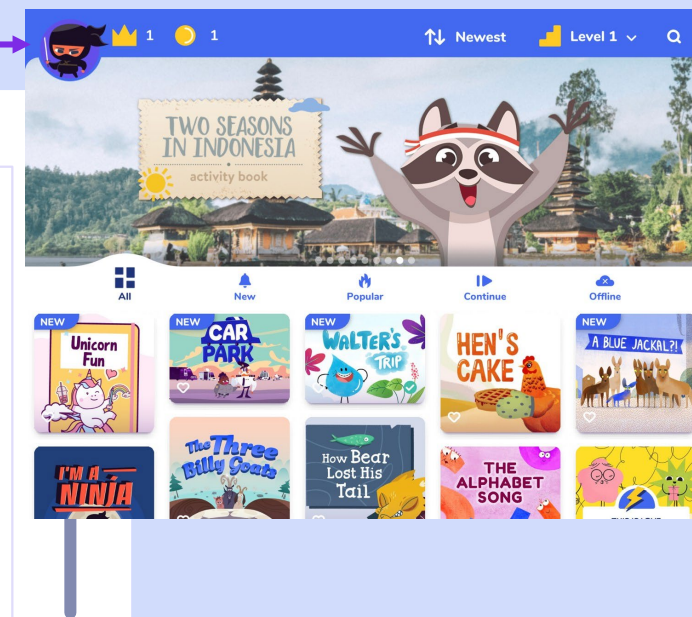 1
1
Newest
Level 1
TWO SEASONS
IN INDONESIA
activity book
All
New
Popular
Continue
Offline
NEW
Unicorn
Fun
NEW
CAR
PARK
NEW
WALTER'S
TRIP
HEN'S
CAKE
NEW
A BLUE JACKAL?!
I'M A
NINJA
The Three
Billy Goats
How Bear
Lost His
Tail
THE
ALPHABET
SONG